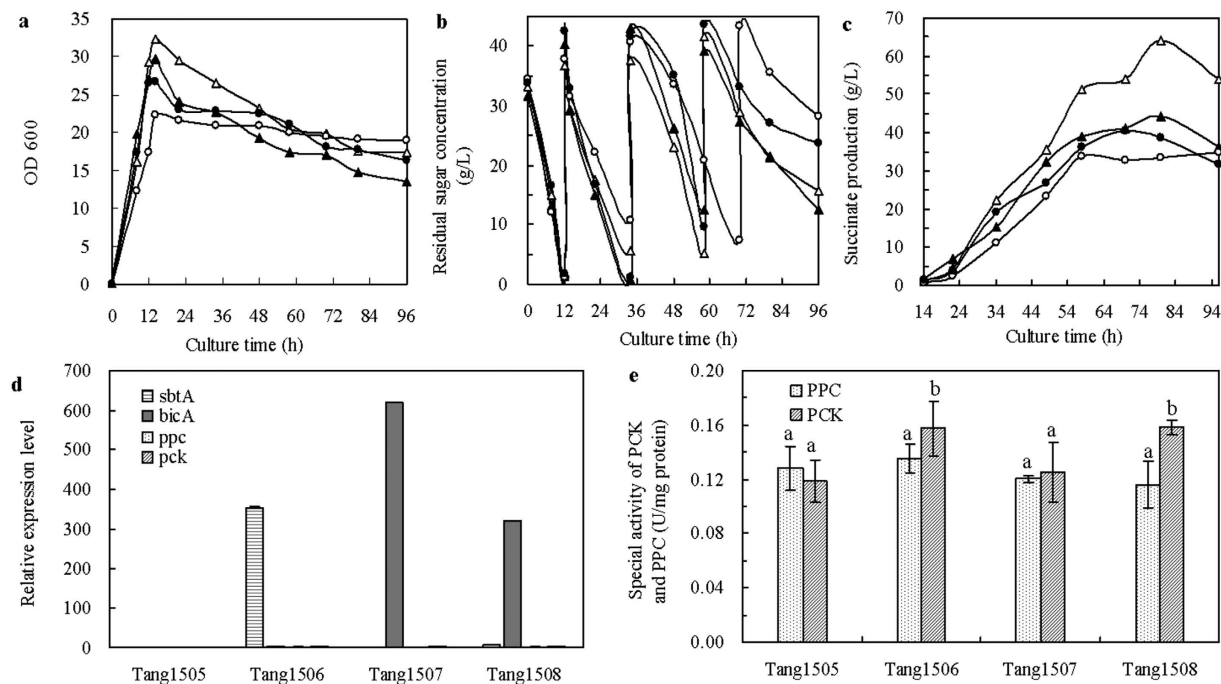 a
35
30
25
20
15
10
5
0
OD 600
0 12 24 36 48 60 72 84 96
Culture time (h)
b
40
30
20
10
0
Residual sugar concentration
(g/L)
0 12 24 36 48 59 72 84 96
Culture time (h)
c
70
60
50
40
30
20
10
0
Succinate production (g/L)
14 24 34 44 54 64 74 84 94
Culture time (h)
d
700
600
500
400
300
200
100
0
Relative expression level
sbtA
bicA
ppc
pck
Tang1505 Tang1506 Tang1507 Tang1508
e
0.20
0.16
0.12
0.08
0.04
0.00
Special activity of PCK
and PPC (U/mg protein)
PPC
PCK
a a a b a a a b
Tang1505 Tang1506 Tang1507 Tang1508